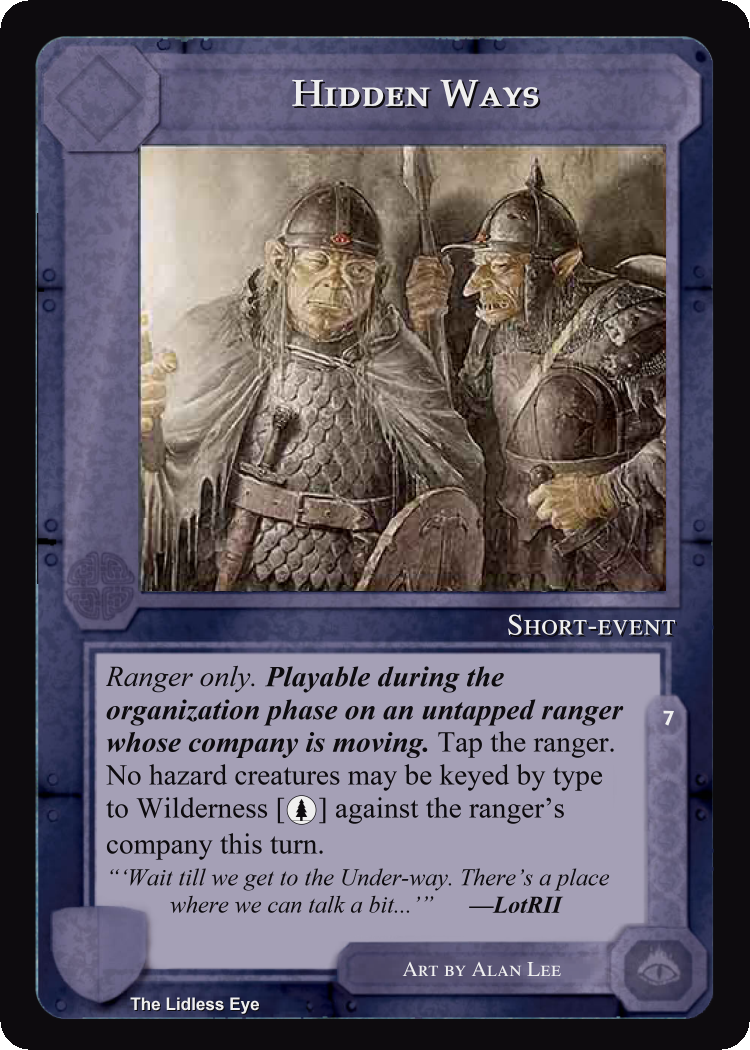 Hidden Ways
Short-event
Ranger only. Playable during the
organization phase on an untapped ranger
whose company is moving. Tap the ranger.
No hazard creatures may be keyed by type
to Wilderness [ ] against the ranger’s
company this turn.
“‘Wait till we get to the Under-way. There’s a place
where we can talk a bit...’” —LotRII
7
Art by Alan Lee
The Lidless Eye